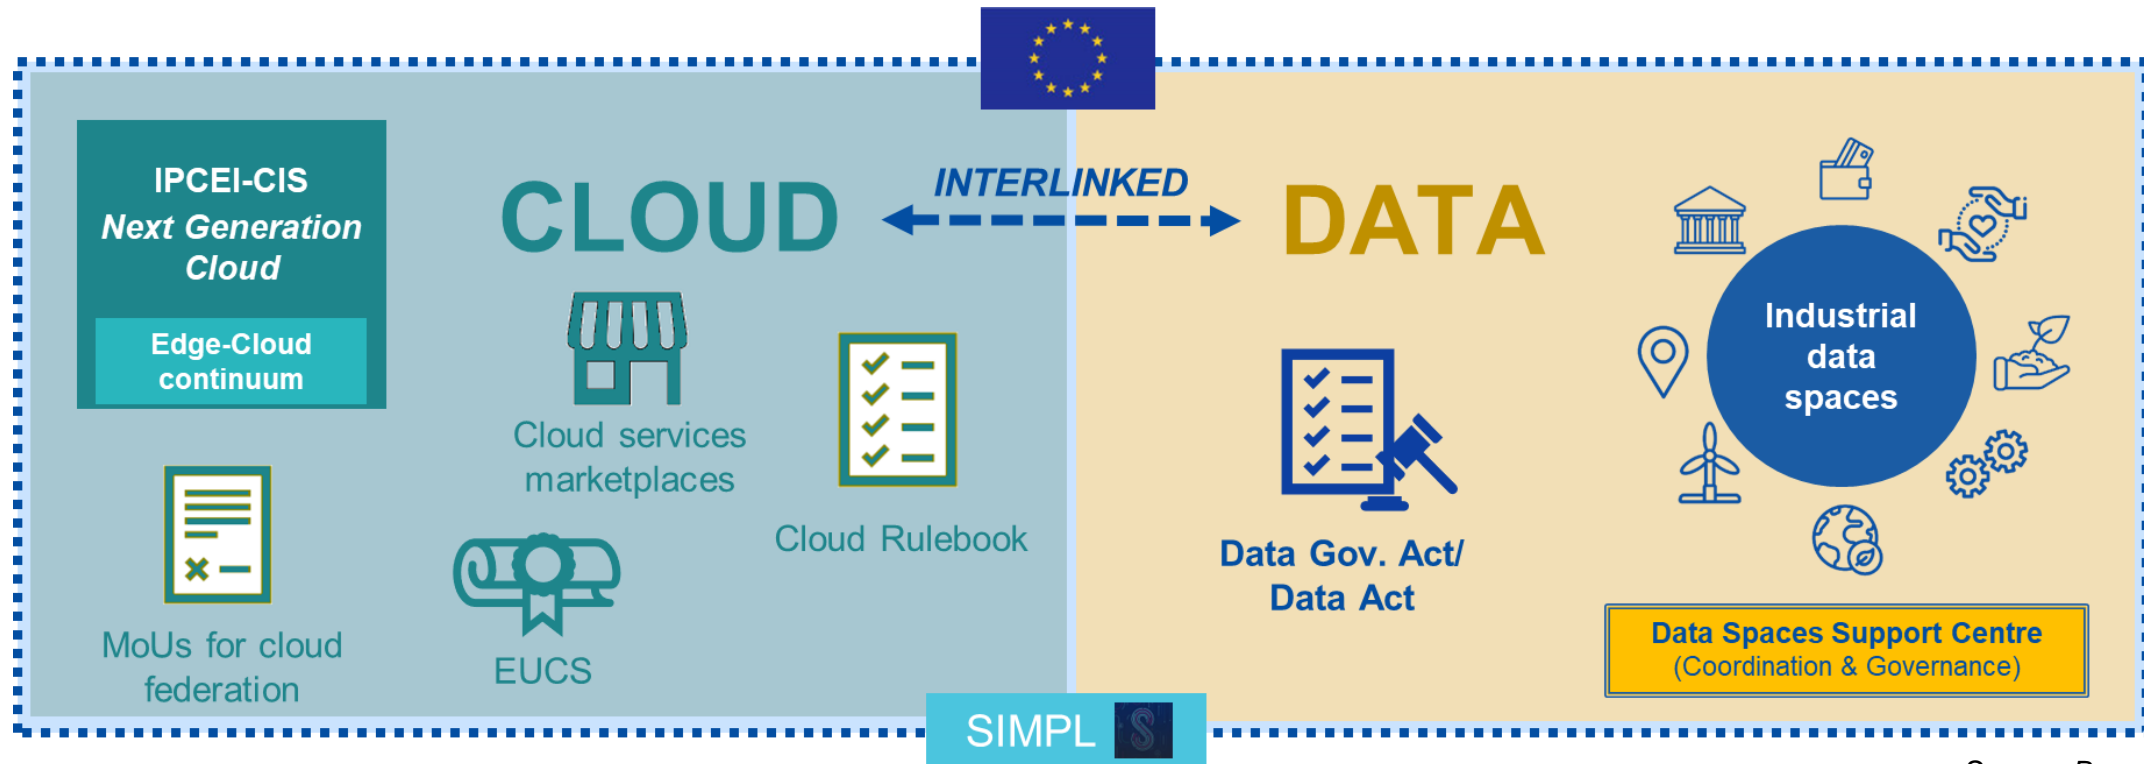 IPCEI-CIS
Next Generation
Cloud
Edge-Cloud
continuum
CLOUD
INTERLINKED
DATA
Cloud services
marketplaces
Cloud Rulebook
MoUs for cloud
federation
EUCS
Data Gov. Act/
Data Act
Industrial
data
spaces
Data Spaces Support Centre
(Coordination & Governance)
SIMPL